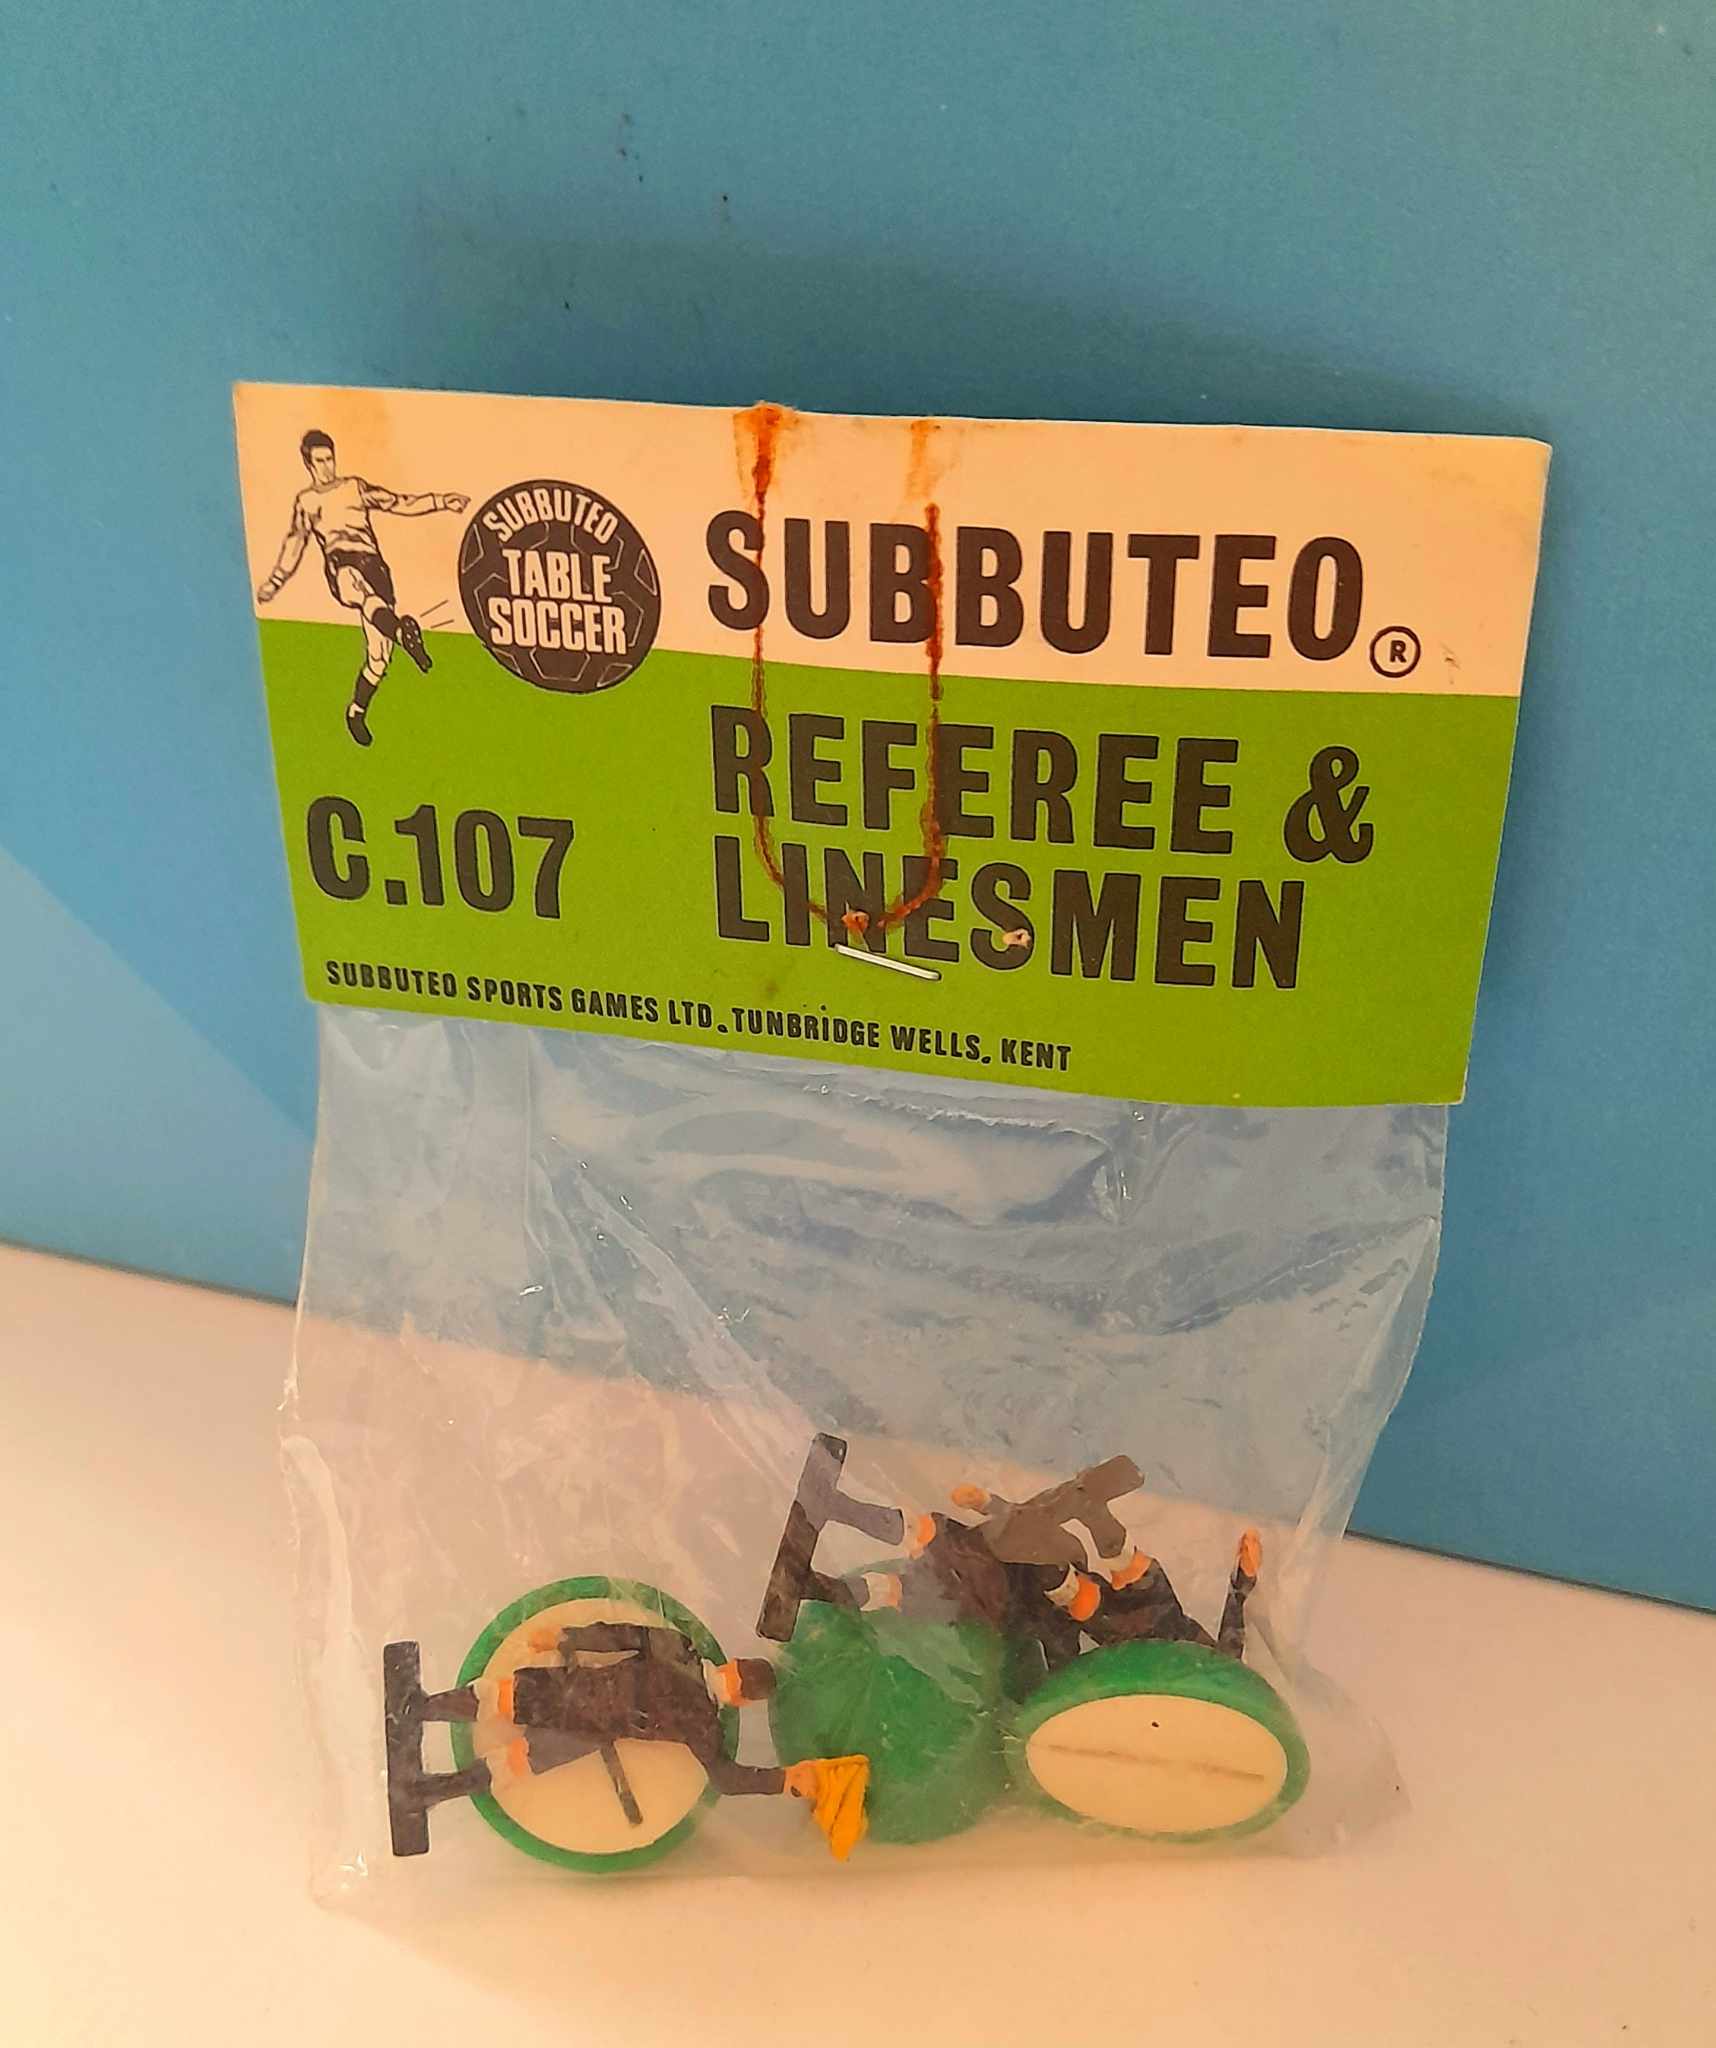 SUBBUTEO
TABLE
SOCCER
SUBBUTEO®
REFEREE &
LINESMEN
C.107
SUBBUTEO SPORTS GAMES LTD. TUNBRIDGE WELLS. KENT